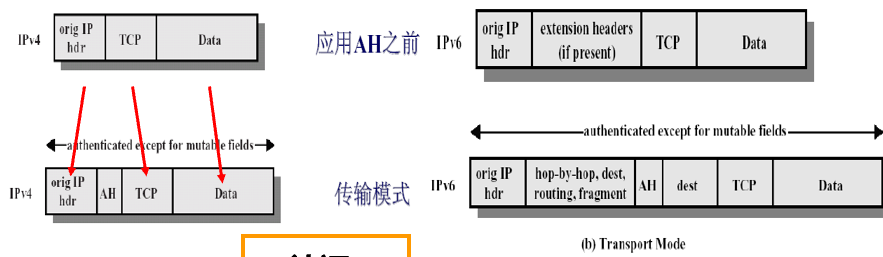 IPv4
orig IP
hdr
TCP
Data
应用AH之前
IPv6
orig IP
hdr
extension headers
(if present)
TCP
Data
authenticated except for mutable fields
authenticated except for mutable fields
IPv4
orig IP
hdr
AH
TCP
Data
传输模式
IPv6
orig IP
hdr
hop-by-hop, dest,
routing, fragment
AH
dest
TCP
Data
(b) Transport Mode